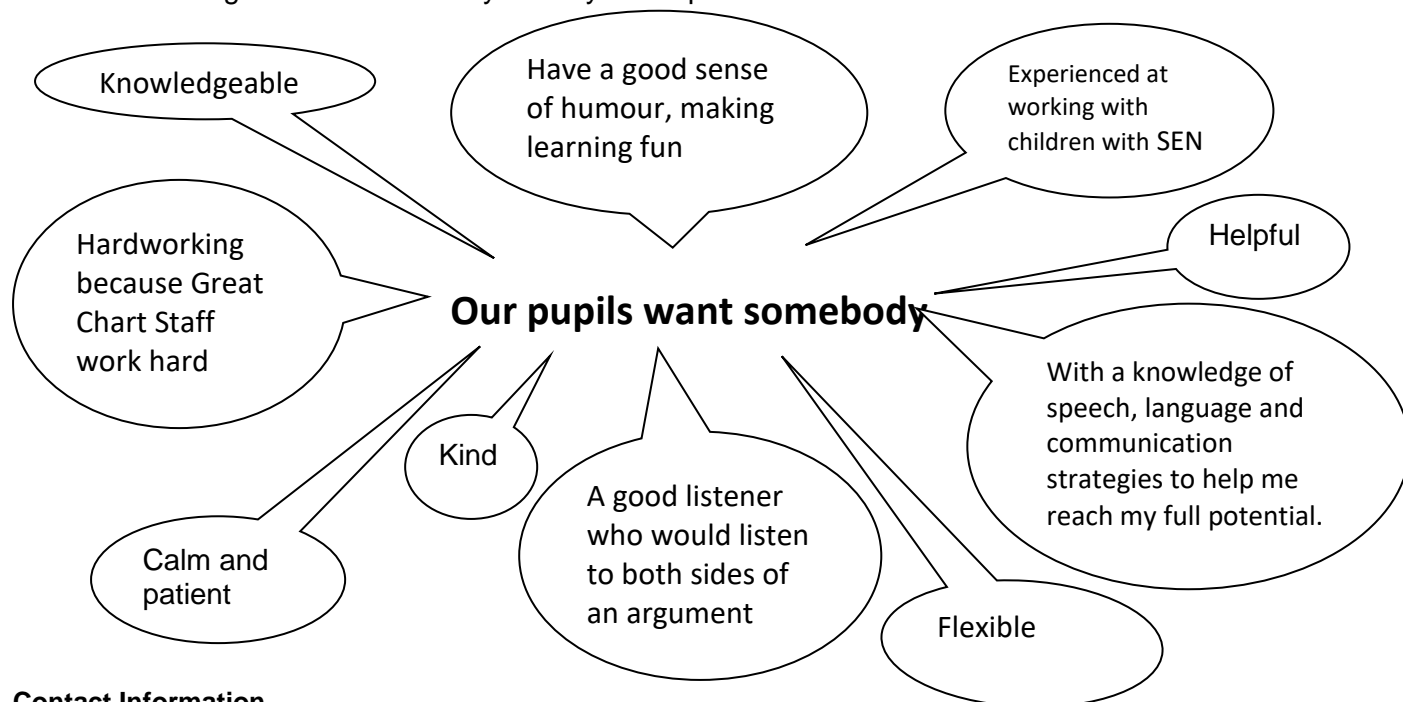 Knowledgeable
Have a good sense
of humour, making
learning fun
Experienced at
working with
children with SEN
Hardworking
because Great
Chart Staff
work hard
Helpful
Our pupils want somebody
With a knowledge of
speech, language and
communication
strategies to help me
reach my full potential.
Kind
A good listener
who would listen
to both sides of
an argument
Calm and
patient
Flexible
Contact Information